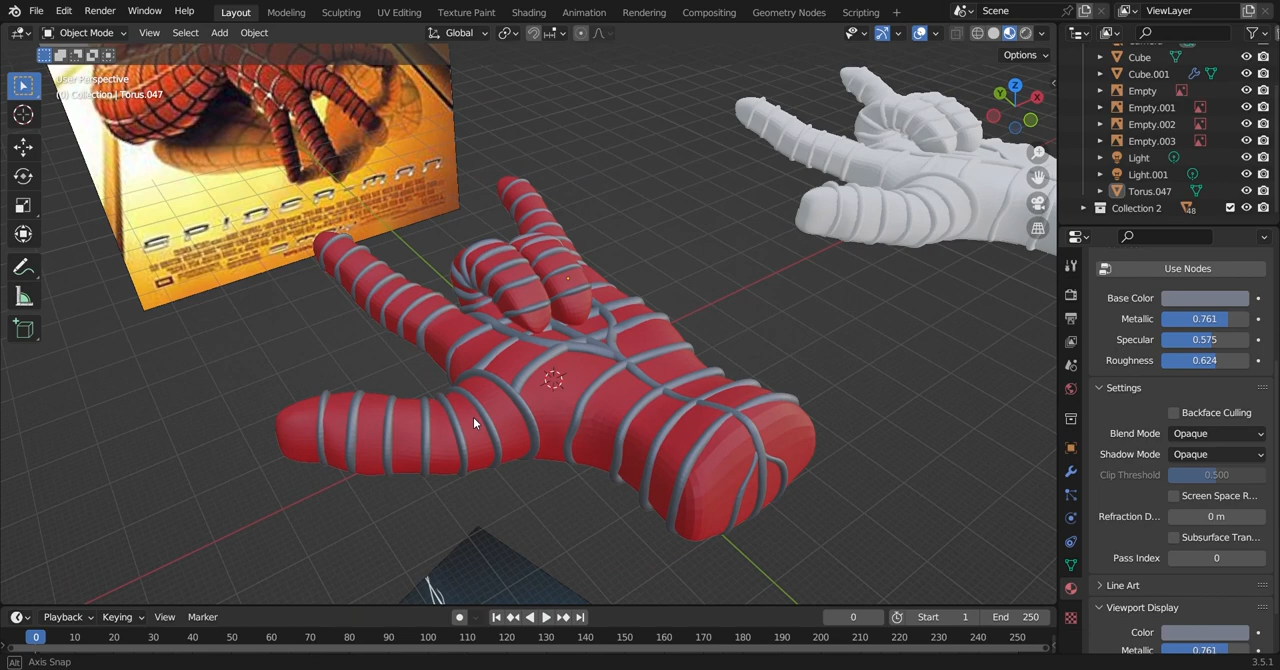 File Edit Render Window Help Layout Modeling Sculpting UV Editing Texture Paint Shading Animation Rendering Compositing Geometry Nodes Scripting + Scene ViewLayer
Object Mode View Select Add Object Global
Options
User Perspective
Collection | Torus.047
Z
Y
X
SPIDER-MAN
Cube
Cube.001
Empty
Empty.001
Empty.002
Empty.003
Light
Light.001
Torus.047
Collection 2 48
Use Nodes
Base Color
Metallic 0.761
Specular 0.575
Roughness 0.624
Settings
Backface Culling
Blend Mode Opaque
Shadow Mode Opaque
Clip Threshold 0.500
Screen Space R...
Refraction D... 0 m
Subsurface Tran...
Pass Index 0
Line Art
Viewport Display
Color
Metallic 0.761
Playback Keying View Marker 0 Start 1 End 250
0 10 20 30 40 50 60 70 80 90 100 110 120 130 140 150 160 170 180 190 200 210 220 230 240 250
Alt Axis Snap 3.5.1